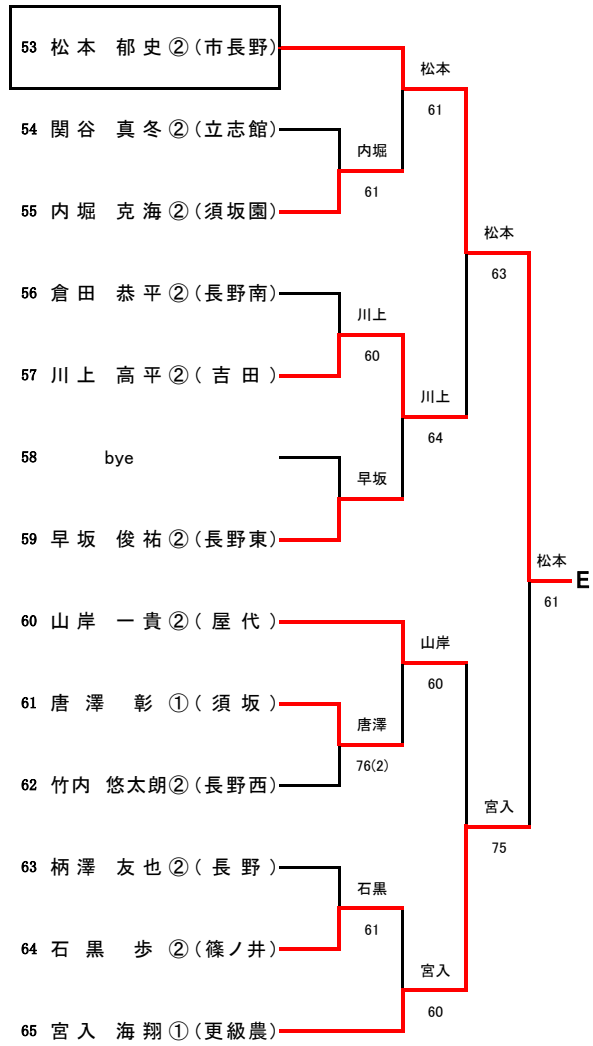 53 松本 郁史②(市長野)
松本
61
54 関谷 真冬②(立志館)
内堀
61
55 内堀 克海②(須坂園)
松本
63
56 倉田 恭平②(長野南)
川上
60
57 川上 高平②(吉田)
川上
64
58 bye
早坂
59 早坂 俊祐②(長野東)
松本
E
61
60 山岸 一貴②(屋代)
山岸
60
61 唐澤 彰①(須坂)
唐澤
76(2)
62 竹内 悠太朗②(長野西)
宮入
75
63 柄澤 友也②(長野)
石黒
61
64 石黒 歩②(篠ノ井)
宮入
60
65 宮入 海翔①(更級農)